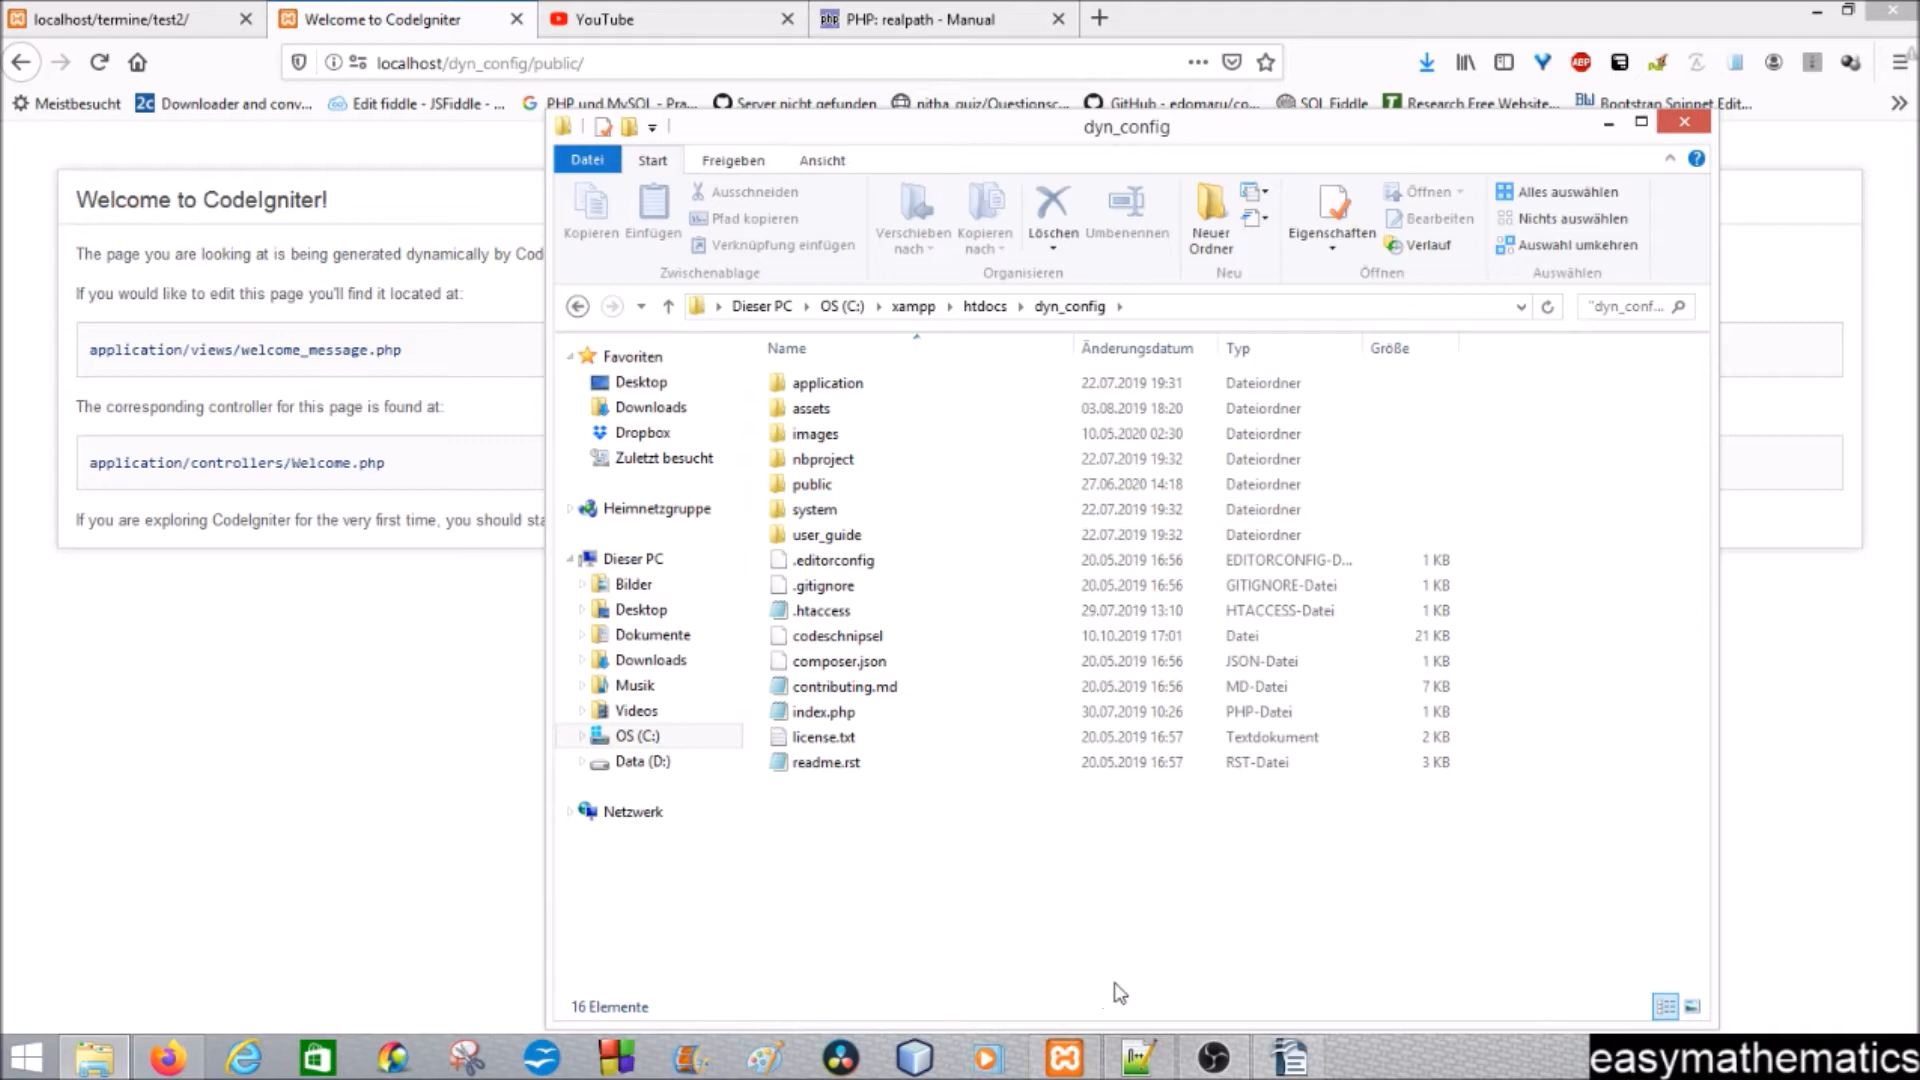 localhost/termine/test2/
Welcome to CodeIgniter
YouTube
php PHP: realpath - Manual
localhost/dyn_config/public/
ABP
Meistbesucht
2c Downloader and conv...
Edit fiddle - JSFiddle - ...
G PHP und MySQL - Pra...
Server nicht gefunden
nitha_quiz/Questionsc...
GitHub - edomaru/co...
SQL Fiddle
T Research Free Website...
Bootstrap Snippet Edit...
dyn_config
Datei
Start
Freigeben
Ansicht
Kopieren
Einfügen
Ausschneiden
Pfad kopieren
Verknüpfung einfügen
Zwischenablage
Verschieben nach
Kopieren nach
Löschen
Umbenennen
Organisieren
Neuer Ordner
Neu
Eigenschaften
Öffnen
Bearbeiten
Verlauf
Öffnen
Alles auswählen
Nichts auswählen
Auswahl umkehren
Auswählen
Dieser PC
OS (C:)
xampp
htdocs
dyn_config
"dyn_conf...
Welcome to CodeIgniter!
The page you are looking at is being generated dynamically by Cod
If you would like to edit this page you'll find it located at:
application/views/welcome_message.php
The corresponding controller for this page is found at:
application/controllers/Welcome.php
If you are exploring CodeIgniter for the very first time, you should sta
Favoriten
Desktop
Downloads
Dropbox
Zuletzt besucht
Heimnetzgruppe
Dieser PC
Bilder
Desktop
Dokumente
Downloads
Musik
Videos
OS (C:)
Data (D:)
Netzwerk
Name Änderungsdatum Typ Größe
application 22.07.2019 19:31 Dateiordner
assets 03.08.2019 18:20 Dateiordner
images 10.05.2020 02:30 Dateiordner
nbproject 22.07.2019 19:32 Dateiordner
public 27.06.2020 14:18 Dateiordner
system 22.07.2019 19:32 Dateiordner
user_guide 22.07.2019 19:32 Dateiordner
.editorconfig 20.05.2019 16:56 EDITORCONFIG-D... 1 KB
.gitignore 20.05.2019 16:56 GITIGNORE-Datei 1 KB
.htaccess 29.07.2019 13:10 HTACCESS-Datei 1 KB
codeschnipsel 10.10.2019 17:01 Datei 21 KB
composer.json 20.05.2019 16:56 JSON-Datei 1 KB
contributing.md 20.05.2019 16:56 MD-Datei 7 KB
index.php 30.07.2019 10:26 PHP-Datei 1 KB
license.txt 20.05.2019 16:57 Textdokument 2 KB
readme.rst 20.05.2019 16:57 RST-Datei 3 KB
16 Elemente
easymathematics